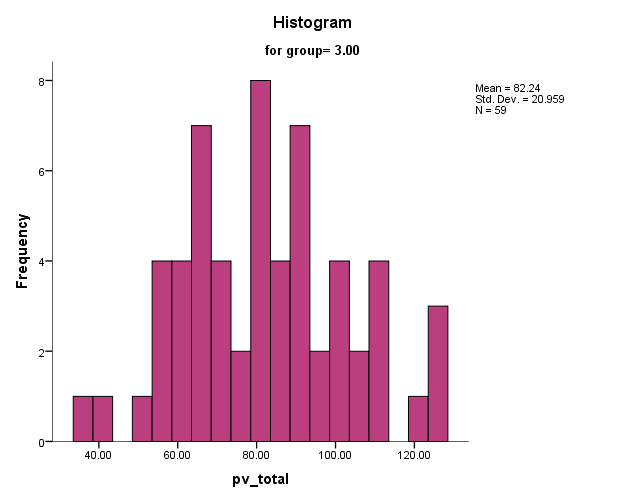 Histogram
for group= 3.00
Mean = 82.24
Std. Dev. = 20.959
N = 59
8
6
4
2
0
Frequency
40.00 60.00 80.00 100.00 120.00
pv_total